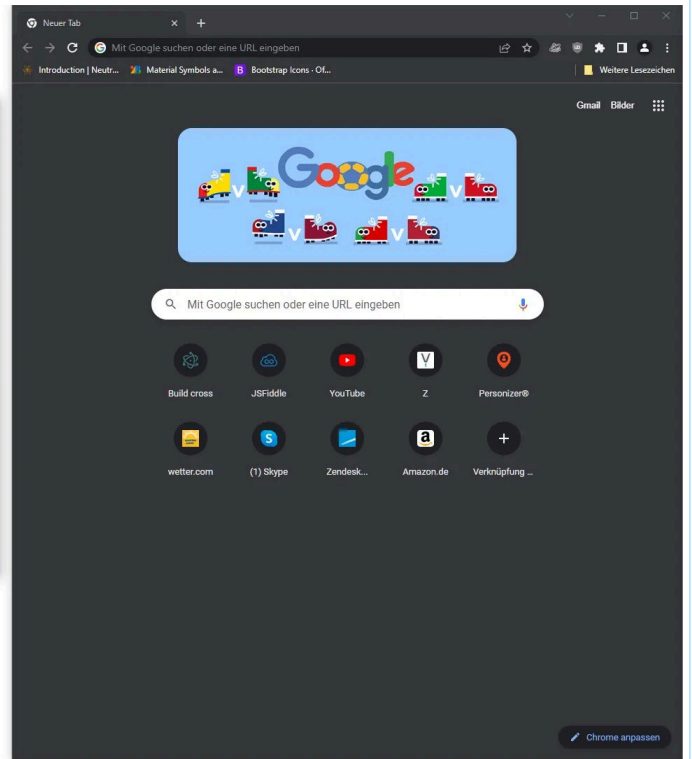 Neuer Tab
Mit Google suchen oder eine URL eingeben
Introduction | Neutr... Material Symbols a... B Bootstrap Icons · Of... Weitere Lesezeichen
Gmail Bilder
Google
v v
v v
Mit Google suchen oder eine URL eingeben
Build cross JSFiddle YouTube Z Personizer®
wetter.com (1) Skype Zendesk... Amazon.de Verknüpfung ...
Chrome anpassen